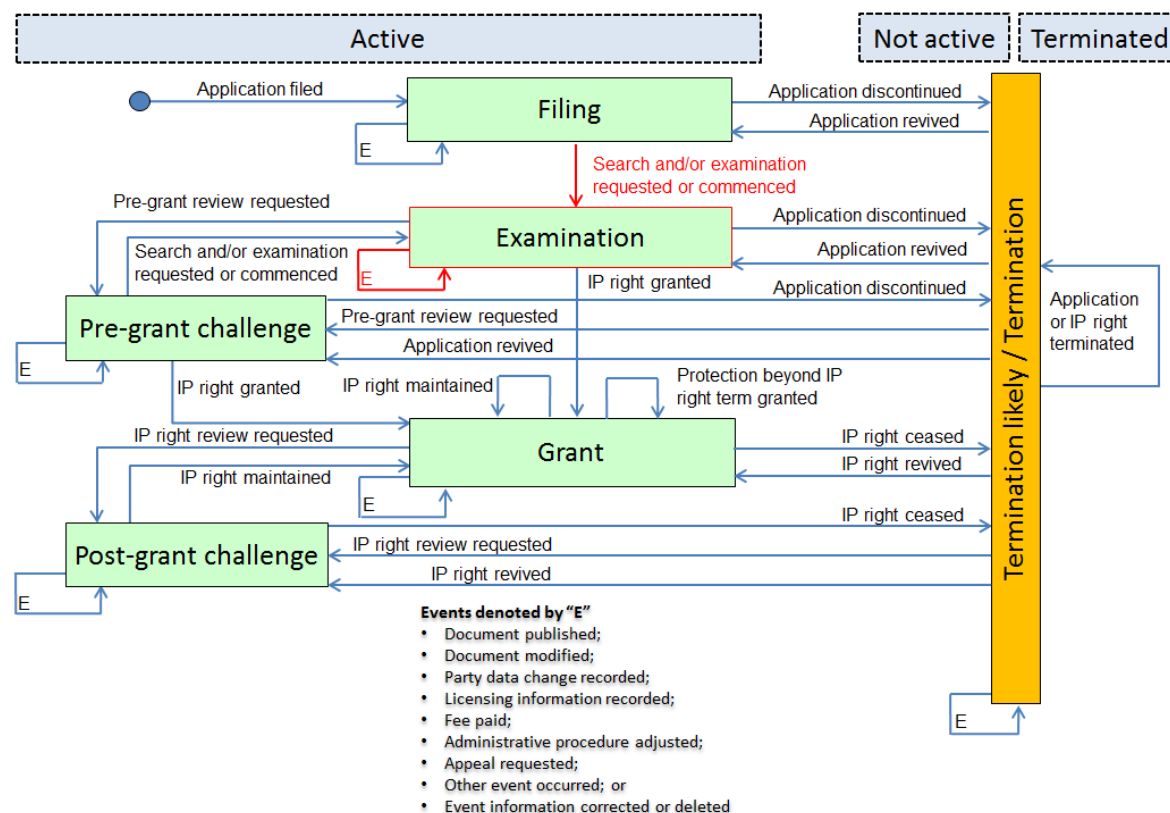 Active
Not active
Terminated
Application filed
Filing
Application discontinued
Application revived
E
Search and/or examination
requested or commenced
Pre-grant review requested
Examination
Application discontinued
Search and/or examination
requested or commenced
E
Application revived
IP right granted
Application discontinued
Pre-grant challenge
Pre-grant review requested
Application revived
E
Application
or IP right
terminated
Termination likely / Termination
IP right granted
IP right maintained
Protection beyond IP
right term granted
IP right review requested
Grant
IP right ceased
IP right revived
IP right maintained
E
IP right ceased
Post-grant challenge
IP right review requested
IP right revived
E
Events denoted by “E”
• Document published;
• Document modified;
• Party data change recorded;
• Licensing information recorded;
• Fee paid;
• Administrative procedure adjusted;
• Appeal requested;
• Other event occurred; or
• Event information corrected or deleted
E